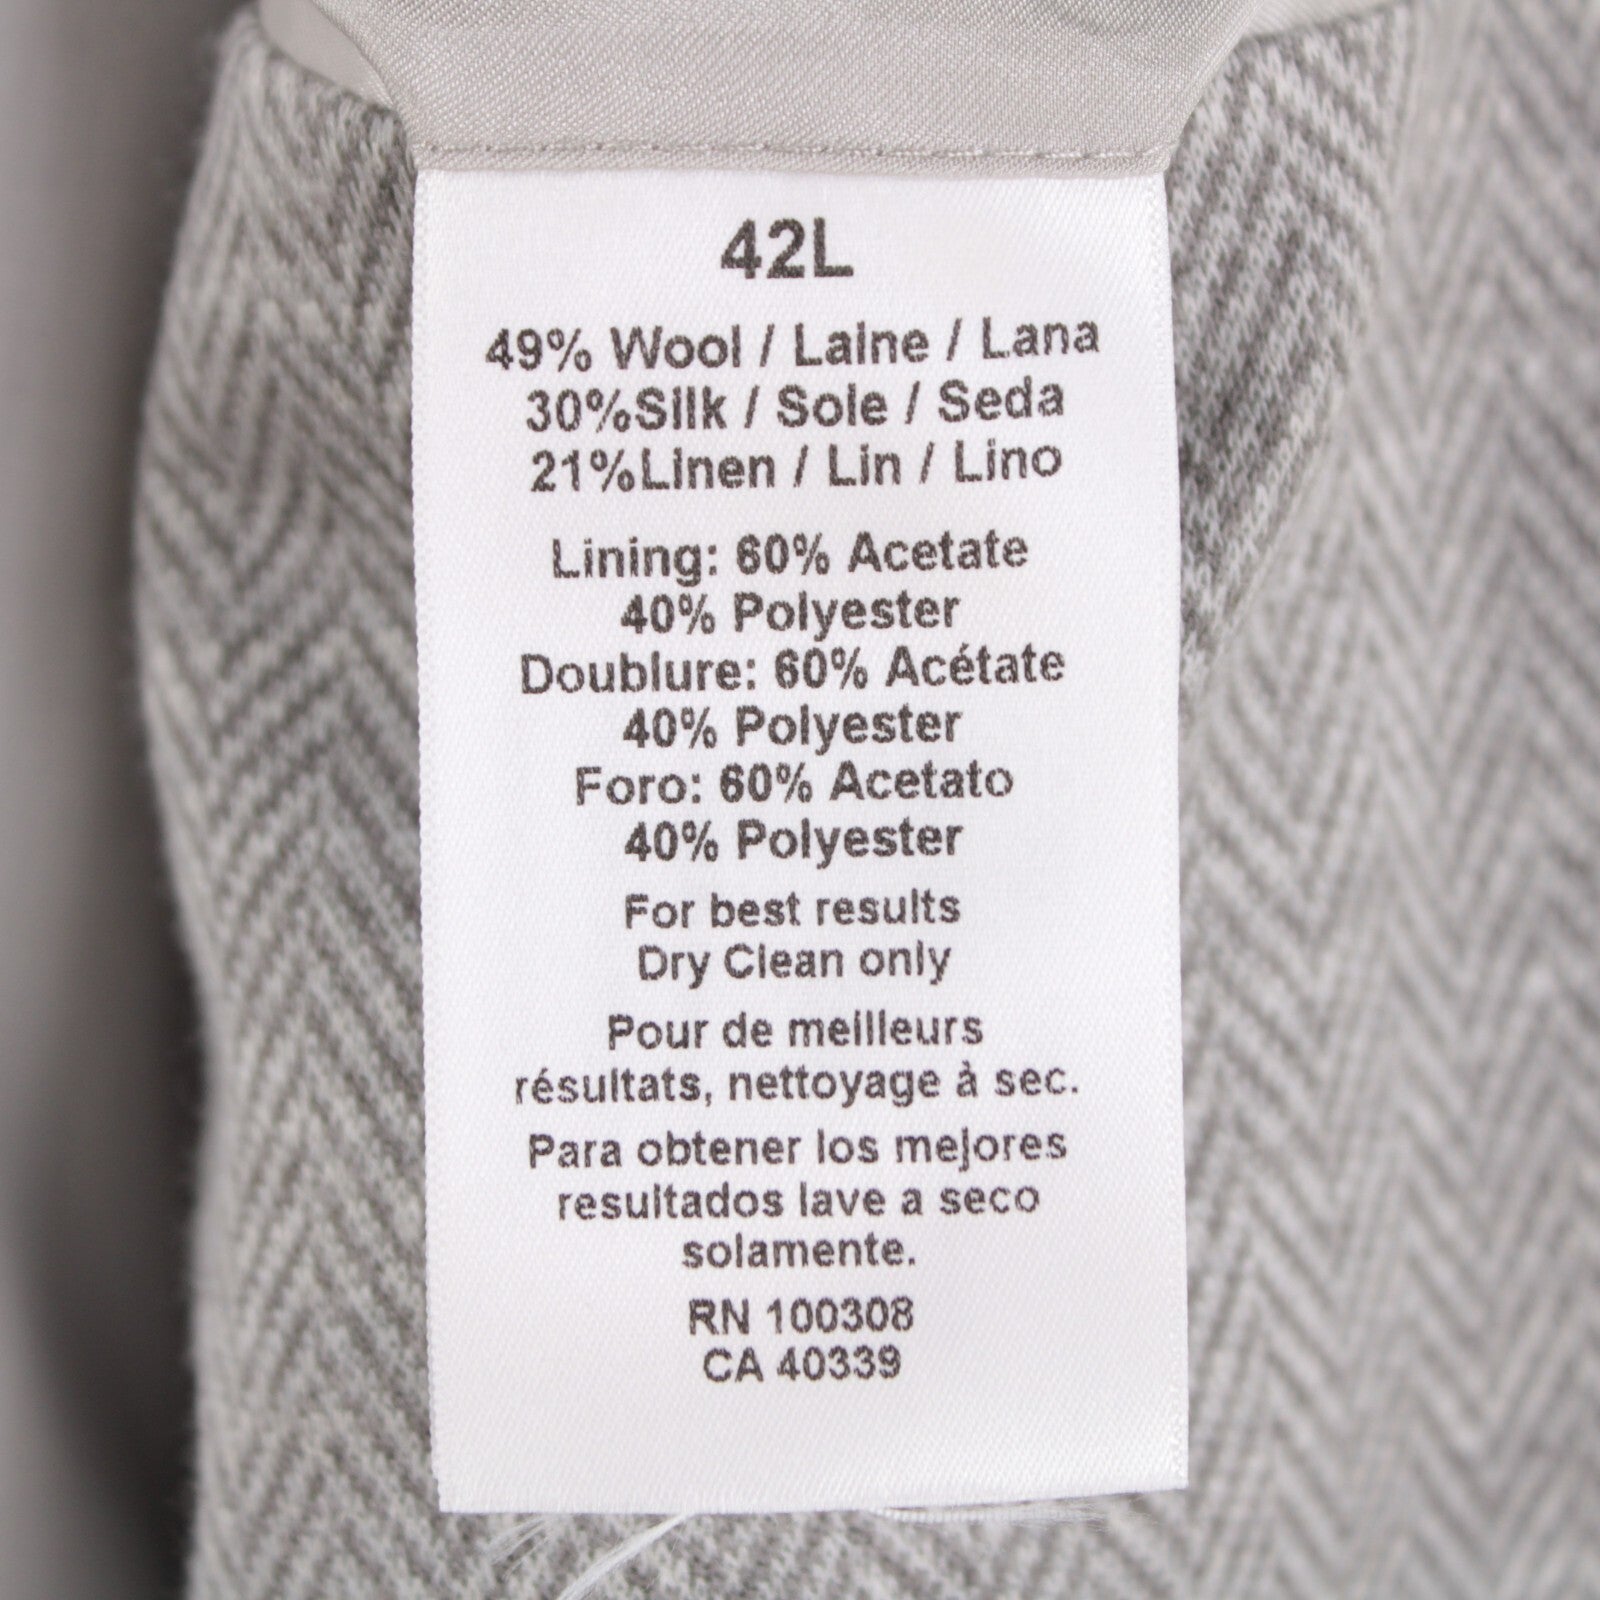 42L
49% Wool / Laine / Lana
30%Silk / Soie / Seda
21%Linen / Lin / Lino
Lining: 60% Acetate
40% Polyester
Doublure: 60% Acétate
40% Polyester
Foro: 60% Acetato
40% Polyester
For best results
Dry Clean only
Pour de meilleurs
résultats, nettoyage à sec.
Para obtener los mejores
resultados lave a seco
solamente.
RN 100308
CA 40339